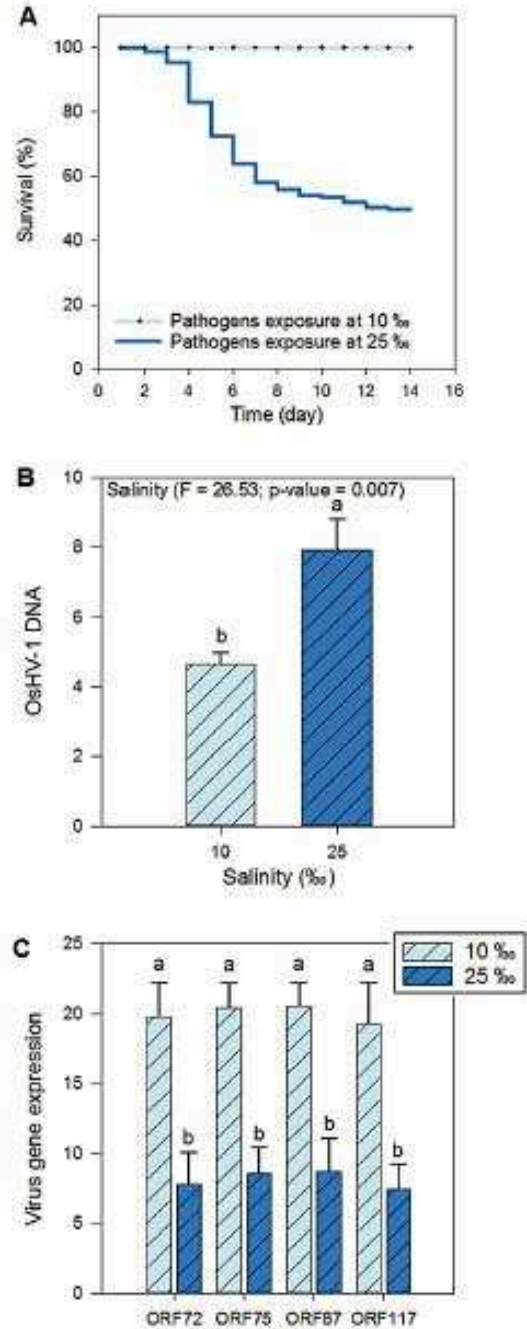 A
100
80
60
40
20
0
Survival (%)
Pathogens exposure at 10 ‰
Pathogens exposure at 25 ‰
0 2 4 6 8 10 12 14 16
Time (day)
B
Salinity (F = 26.53; p-value = 0.007)
10
8
6
4
2
0
OsHV-1 DNA
b
a
10 25
Salinity (‰)
C
10 ‰
25 ‰
25
20
15
10
5
0
Virus gene expression
a a a a
b b b b
ORF72 ORF75 ORF87 ORF117